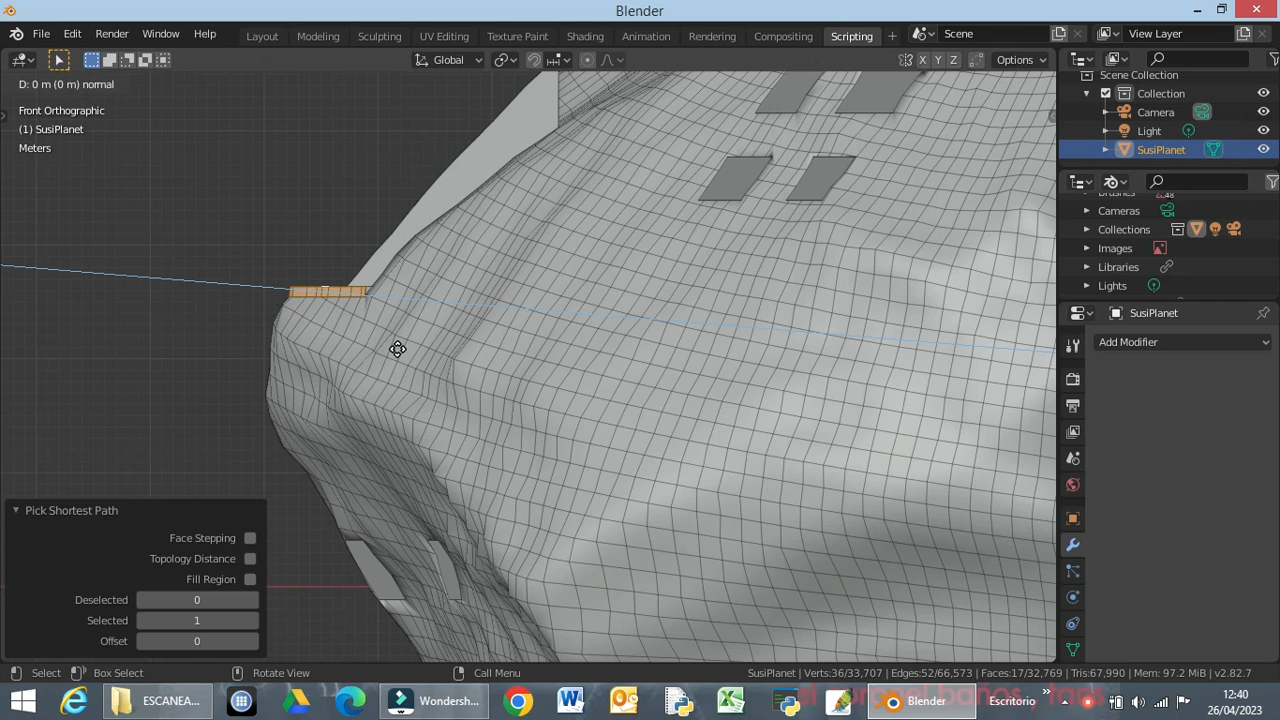 Blender
File Edit Render Window Help Layout Modeling Sculpting UV Editing Texture Paint Shading Animation Rendering Compositing Scripting + Scene View Layer
Global X Y Z Options
D: 0 m (0 m) normal
Front Orthographic
(1) SusiPlanet
Meters
Scene Collection
Collection
Camera
Light
SusiPlanet
Cameras
Collections
Images
Libraries
Lights
SusiPlanet
Add Modifier
Pick Shortest Path
Face Stepping
Topology Distance
Fill Region
Deselected 0
Selected 1
Offset 0
Select Box Select Rotate View Call Menu SusiPlanet | Verts:36/33,707 | Edges:52/66,573 | Faces:17/32,769 | Tris:67,990 | Mem: 97.2 MiB | v2.82.7
ESCANEA... Wondersh... Blender Escritorio 12:40
26/04/2023